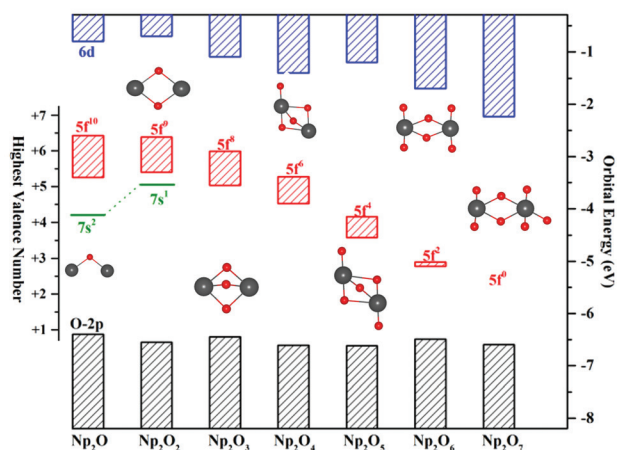 6d
-1
-2
-3
-4
-5
-6
-7
-8
Orbital Energy (eV)
Highest Valence Number
+7
+6
+5
+4
+3
+2
+1
5f¹⁰
5f⁹
5f⁸
5f⁶
5f⁴
5f²
5f⁰
7s²
7s¹
O-2p
Np₂O Np₂O₂ Np₂O₃ Np₂O₄ Np₂O₅ Np₂O₆ Np₂O₇